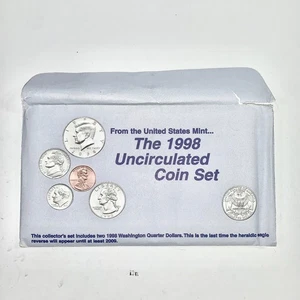 From the United States Mint...
The 1998
Uncirculated
Coin Set
This collector's set includes two 1998 Washington Quarter Dollars. This is the last time the heraldic eagle
reverse will appear until at least 2009.